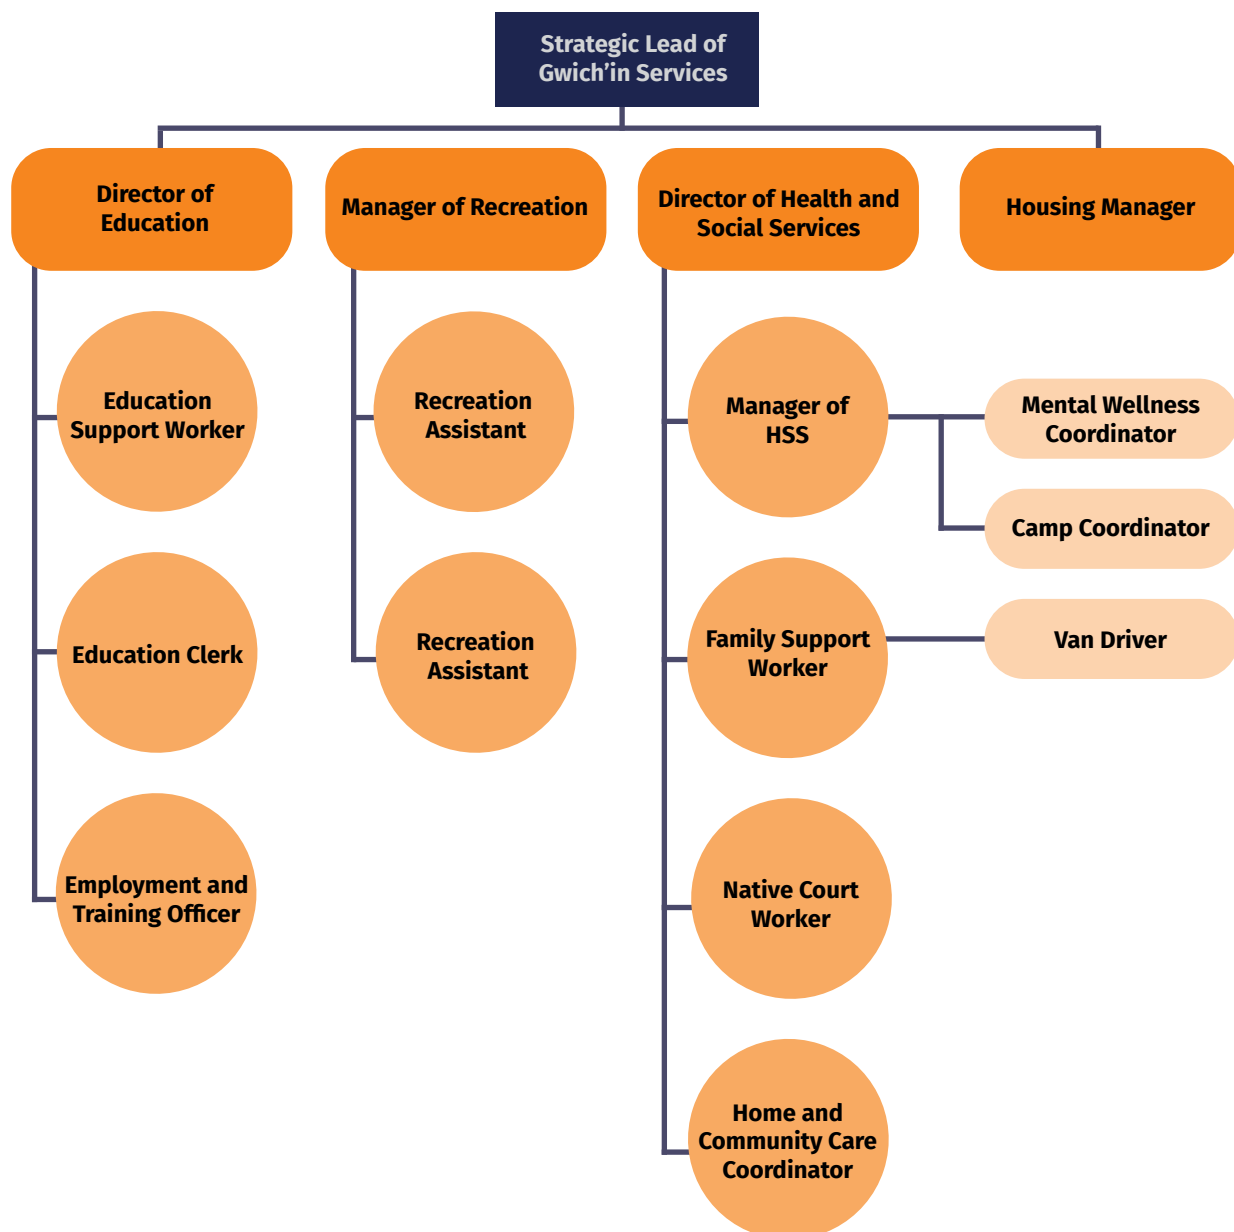 Strategic Lead of
Gwich’in Services
Director of
Education
Manager of Recreation
Director of Health and
Social Services
Housing Manager
Education
Support Worker
Education Clerk
Employment and
Training Officer
Recreation
Assistant
Recreation
Assistant
Manager of
HSS
Mental Wellness
Coordinator
Camp Coordinator
Family Support
Worker
Van Driver
Native Court
Worker
Home and
Community Care
Coordinator